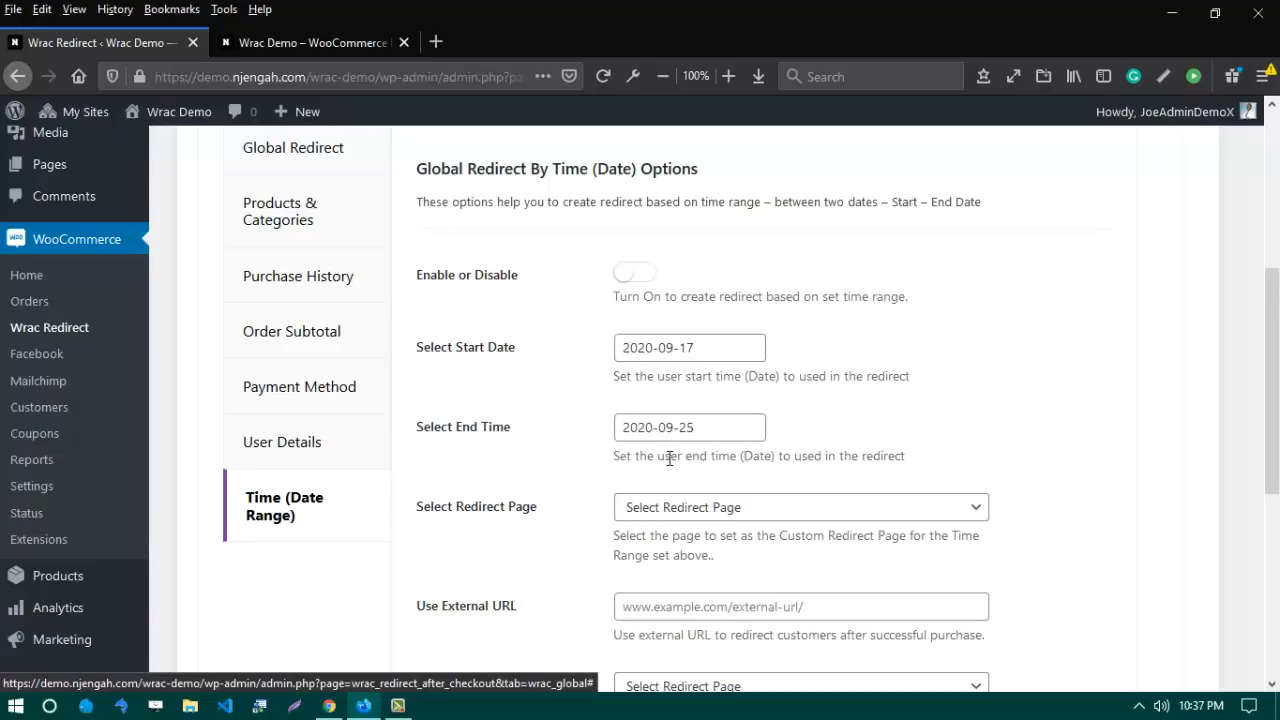 File Edit View History Bookmarks Tools Help
Wrac Redirect ‹ Wrac Demo —
Wrac Demo – WooCommerce
https://demo.njengah.com/wrac-demo/wp-admin/admin.php?pa
100%
Search
My Sites
Wrac Demo
0
New
Howdy, JoeAdminDemoX
Media
Pages
Comments
WooCommerce
Home
Orders
Wrac Redirect
Facebook
Mailchimp
Customers
Coupons
Reports
Settings
Status
Extensions
Products
Analytics
Marketing
Global Redirect
Products &
Categories
Purchase History
Order Subtotal
Payment Method
User Details
Time (Date
Range)
Global Redirect By Time (Date) Options
These options help you to create redirect based on time range – between two dates – Start – End Date
Enable or Disable
Turn On to create redirect based on set time range.
Select Start Date
2020-09-17
Set the user start time (Date) to used in the redirect
Select End Time
2020-09-25
Set the user end time (Date) to used in the redirect
Select Redirect Page
Select Redirect Page
Select the page to set as the Custom Redirect Page for the Time
Range set above..
Use External URL
www.example.com/external-url/
Use external URL to redirect customers after successful purchase.
Select Redirect Page
https://demo.njengah.com/wrac-demo/wp-admin/admin.php?page=wrac_redirect_after_checkout&tab=wrac_global#
10:37 PM